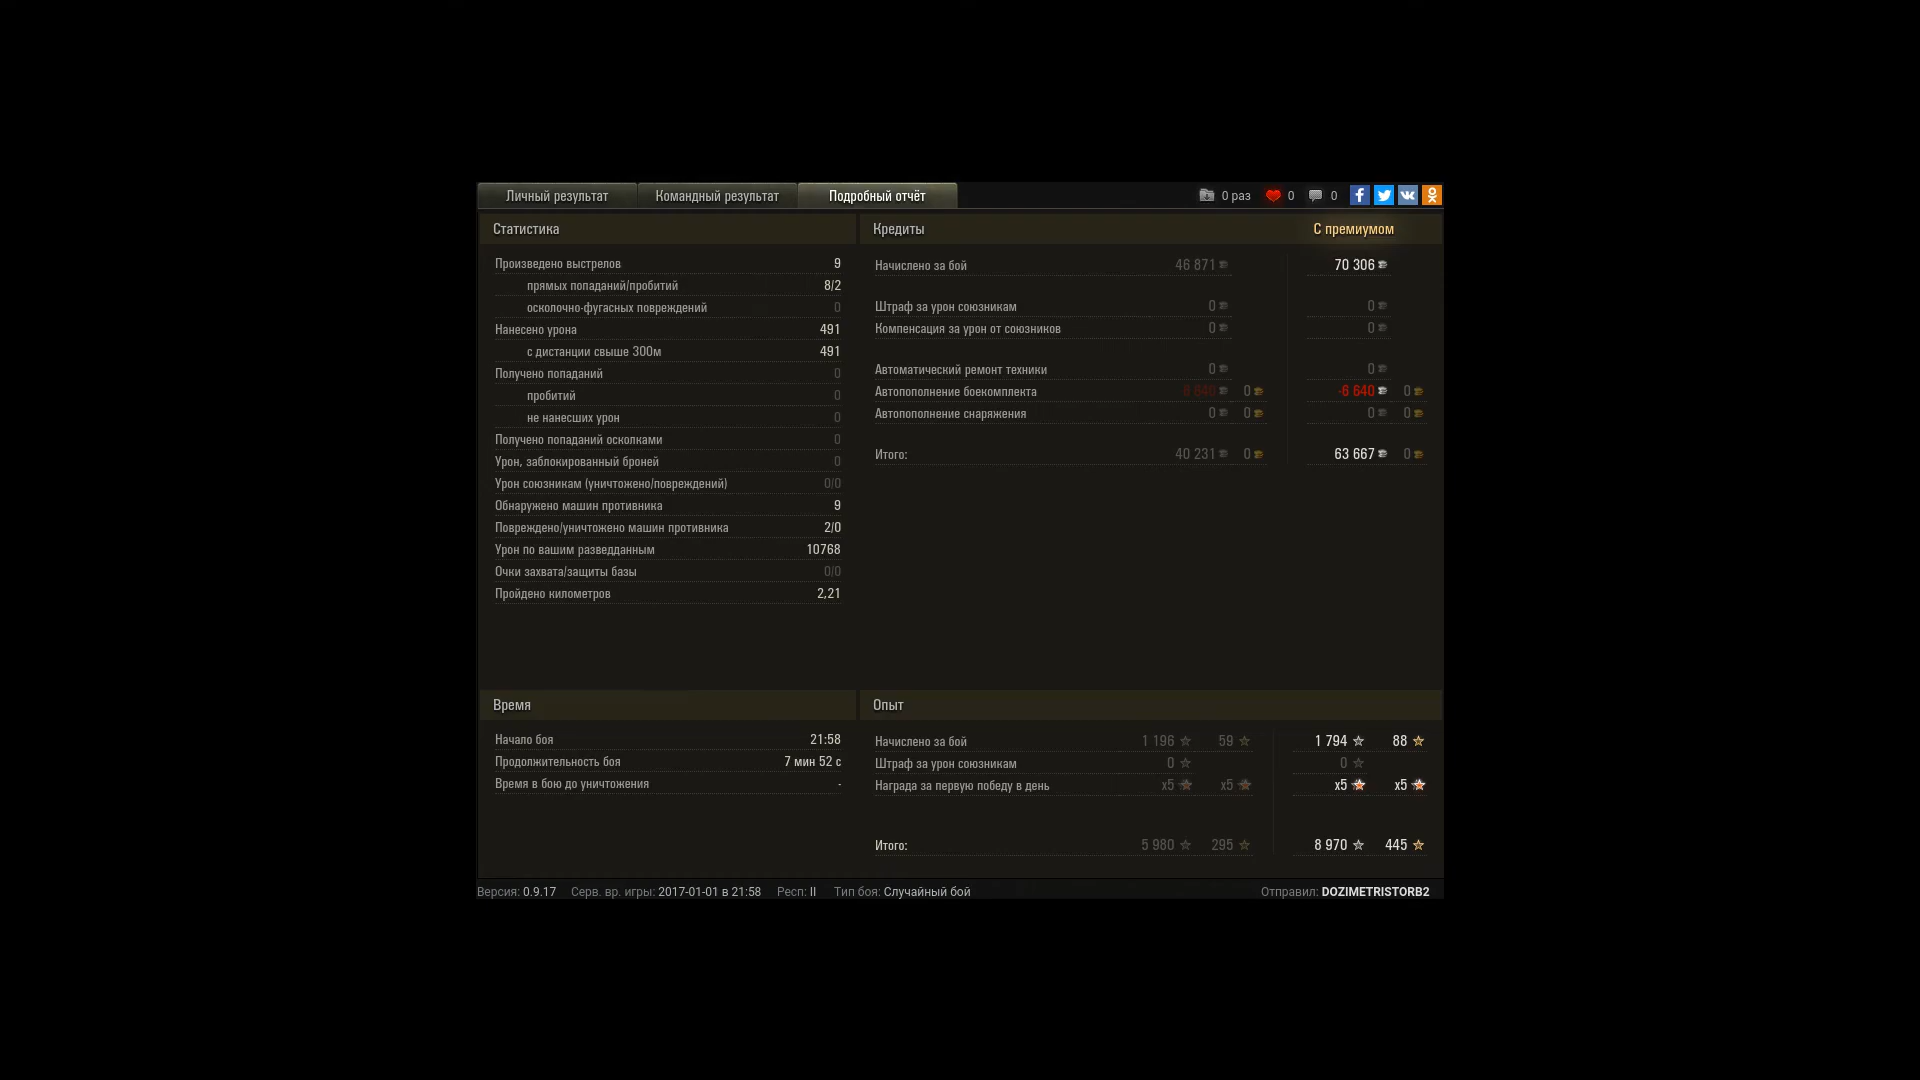 Личный результат Командный результат Подробный отчёт 0 раз 0 0
Статистика
Произведено выстрелов 9
прямых попаданий/пробитий 8/2
осколочно-фугасных повреждений 0
Нанесено урона 491
с дистанции свыше 300м 491
Получено попаданий 0
пробитий 0
не нанесших урон 0
Получено попаданий осколками 0
Урон, заблокированный броней 0
Урон союзникам (уничтожено/повреждений) 0/0
Обнаружено машин противника 9
Повреждено/уничтожено машин противника 2/0
Урон по вашим разведданным 10768
Очки захвата/защиты базы 0/0
Пройдено километров 2,21
Кредиты С премиумом
Начислено за бой 46 871 70 306
Штраф за урон союзникам 0 0
Компенсация за урон от союзников 0 0
Автоматический ремонт техники 0 0
Автопополнение боекомплекта 0 -6 640 0
Автопополнение снаряжения 0 0 0 0
Итого: 40 231 0 63 667 0
Время
Начало боя 21:58
Продолжительность боя 7 мин 52 с
Время в бою до уничтожения -
Опыт
Начислено за бой 1 196 59 1 794 88
Штраф за урон союзникам 0 0
Награда за первую победу в день x5 x5 x5 x5
Итого: 5 980 295 8 970 445
Версия: 0.9.17 Серв. вр. игры: 2017-01-01 в 21:58 Респ: II Тип боя: Случайный бой Отправил: DOZIMETRISTORB2